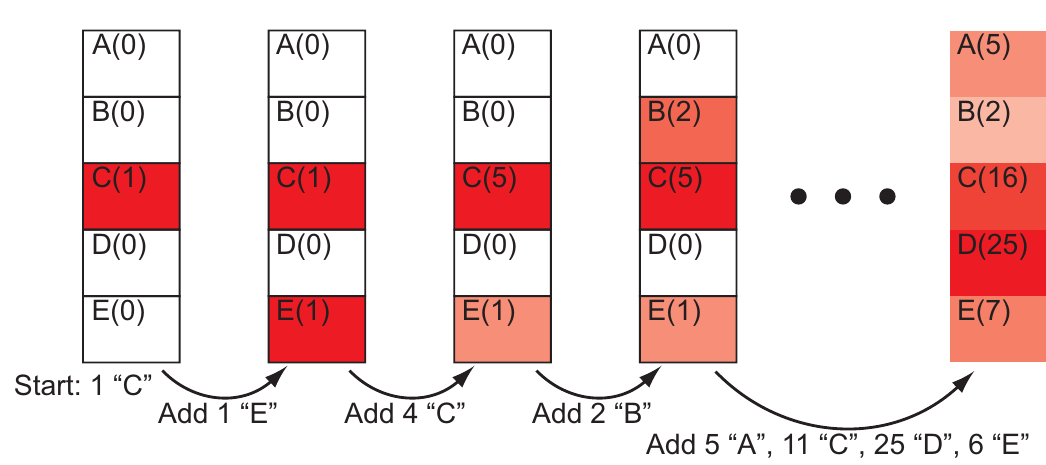 A(0) A(0) A(0) A(0) A(5)
B(0) B(0) B(0) B(2) B(2)
C(1) C(1) C(5) C(5) C(16)
D(0) D(0) D(0) D(0) D(25)
E(0) E(1) E(1) E(1) E(7)
Start: 1 “C”
Add 1 “E” Add 4 “C” Add 2 “B”
Add 5 “A”, 11 “C”, 25 “D”, 6 “E”